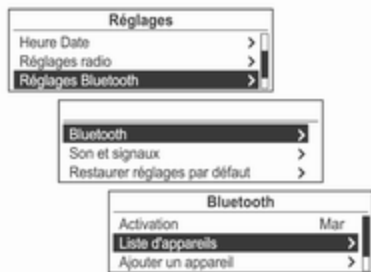 Réglages
Heure Date >
Réglages radio >
Réglages Bluetooth >
Bluetooth >
Son et signaux >
Restaurer réglages par défaut >
Bluetooth
Activation Mar
Liste d'appareils >
Ajouter un appareil >